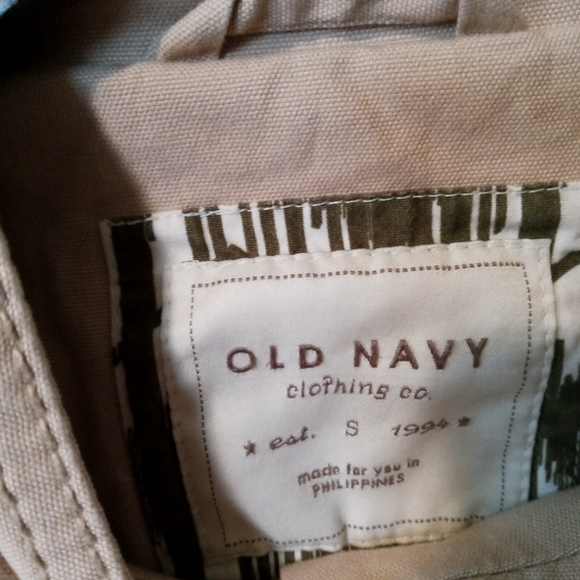 OLD NAVY
clothing co.
★ est. S 1994 ★
made for you in
PHILIPPINES